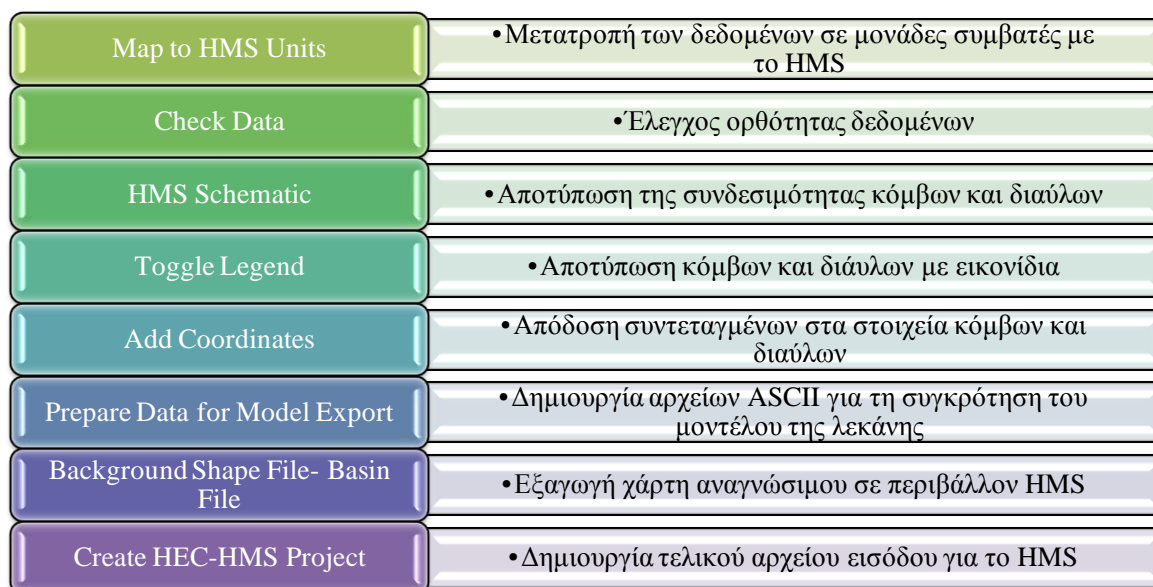 Map to HMS Units
•Μετατροπή των δεδομένων σε μονάδες συμβατές με
το HMS
Check Data
•Έλεγχος ορθότητας δεδομένων
HMS Schematic
•Αποτύπωση της συνδεσιμότητας κόμβων και διαύλων
Toggle Legend
•Αποτύπωση κόμβων και διάυλων με εικονίδια
Add Coordinates
•Απόδοση συντεταγμένων στα στοιχεία κόμβων και
διαύλων
Prepare Data for Model Export
•Δημιουργία αρχείων ASCII για τη συγκρότηση του
μοντέλου της λεκάνης
Background Shape File- Basin
File
•Εξαγωγή χάρτη αναγνώσιμου σε περιβάλλον HMS
Create HEC-HMS Project
•Δημιουργία τελικού αρχείου εισόδου για το HMS